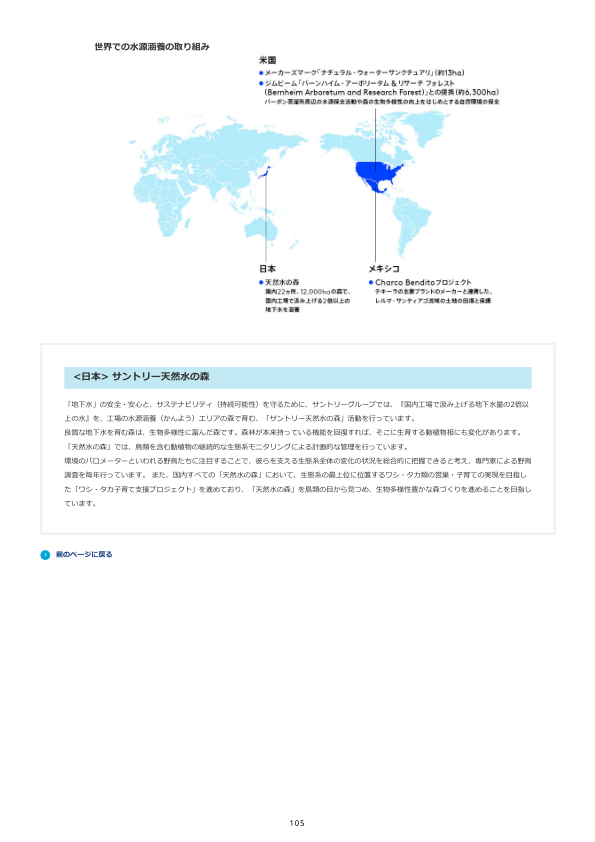 世界での水源涵養の取り組み
米国
● メーカーズマーク「ナチュラル・ウォーターサンクチュアリ」（約13ha）
● ジムビーム「バーンハイム・アーボリータム & リサーチ フォレスト
(Bernheim Arboretum and Research Forest)」との提携（約6,300ha）
バーボン蒸溜所周辺の水源保全活動や森の生物多様性の向上をはじめとする自然環境の保全
日本
● 天然水の森
国内22ヵ所、12,000haの森で、
国内工場で汲み上げる2倍以上の
地下水を涵養
メキシコ
● Charco Benditoプロジェクト
テキーラの主要ブランドのメーカーと連携した、
レルマ・サンティアゴ流域の土地の回復と保護
<日本> サントリー天然水の森
「地下水」の安全・安心と、サステナビリティ（持続可能性）を守るために、サントリーグループでは、『国内工場で汲み上げる地下水量の2倍以
上の水』を、工場の水源涵養（かんよう）エリアの森で育む、「サントリー天然水の森」活動を行っています。
良質な地下水を育む森は、生物多様性に富んだ森です。森林が本来持っている機能を回復すれば、そこに生育する動植物相にも変化があります。
「天然水の森」では、鳥類を含む動植物の継続的な生態系モニタリングによる計画的な管理を行っています。
環境のバロメーターといわれる野鳥たちに注目することで、彼らを支える生態系全体の変化の状況を総合的に把握できると考え、専門家による野鳥
調査を毎年行っています。 また、国内すべての「天然水の森」において、生態系の最上位に位置するワシ・タカ類の営巣・子育ての実現を目指し
た「ワシ・タカ子育て支援プロジェクト」を進めており、「天然水の森」を鳥類の目から見つめ、生物多様性豊かな森づくりを進めることを目指し
ています。
前のページに戻る
105